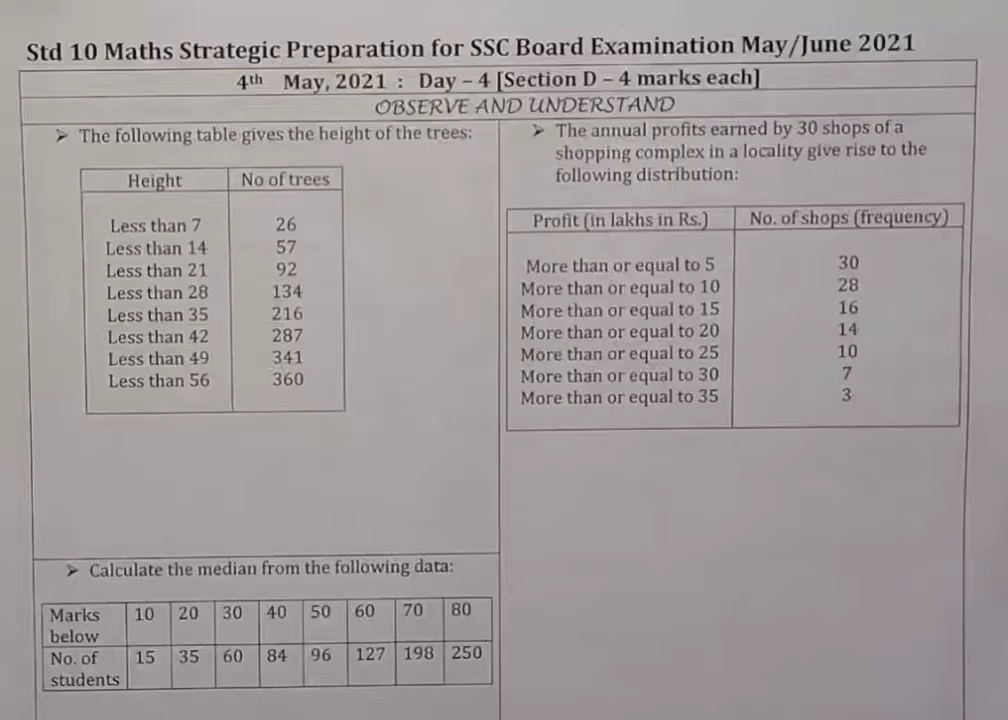 Std 10 Maths Strategic Preparation for SSC Board Examination May/June 2021
4th May, 2021 : Day – 4 [Section D – 4 marks each]
OBSERVE AND UNDERSTAND
➢ The following table gives the height of the trees:
Height No of trees
Less than 7 26
Less than 14 57
Less than 21 92
Less than 28 134
Less than 35 216
Less than 42 287
Less than 49 341
Less than 56 360
➢ The annual profits earned by 30 shops of a
shopping complex in a locality give rise to the
following distribution:
Profit (in lakhs in Rs.) No. of shops (frequency)
More than or equal to 5 30
More than or equal to 10 28
More than or equal to 15 16
More than or equal to 20 14
More than or equal to 25 10
More than or equal to 30 7
More than or equal to 35 3
➢ Calculate the median from the following data:
Marks below 10 20 30 40 50 60 70 80
No. of students 15 35 60 84 96 127 198 250